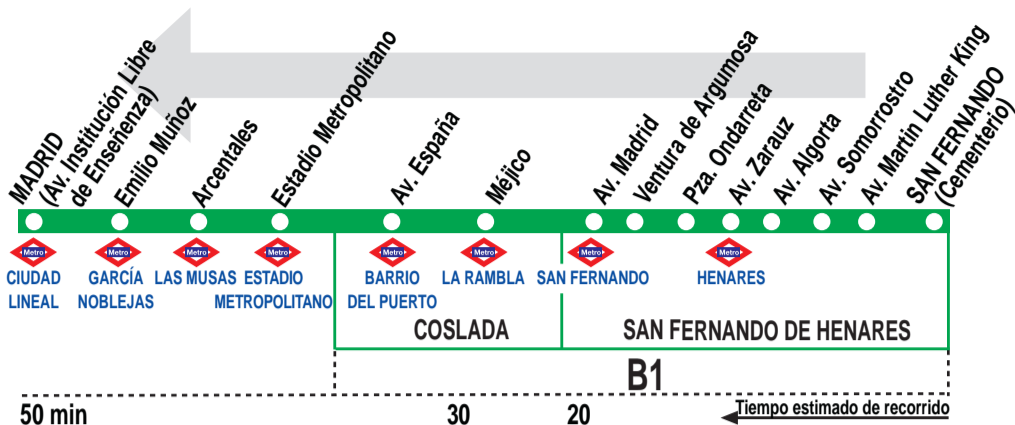 MADRID
(Av. Institución Libre
de Enseñenza)
Emilio Muñoz
Arcentales
Estadio Metropolitano
Av. España
Méjico
Av. Madrid
Ventura de Argumosa
Pza. Ondarreta
Av. Zarauz
Av. Algorta
Av. Somorrostro
Av. Martin Luther King
SAN FERNANDO
(Cementerio)
Metro
Metro
Metro
Metro
Metro
Metro
Metro
Metro
CIUDAD
LINEAL
GARCÍA
NOBLEJAS
LAS MUSAS
ESTADIO
METROPOLITANO
BARRIO
DEL PUERTO
LA RAMBLA
SAN FERNANDO
HENARES
COSLADA
SAN FERNANDO DE HENARES
B1
50 min
30
20
Tiempo estimado de recorrido